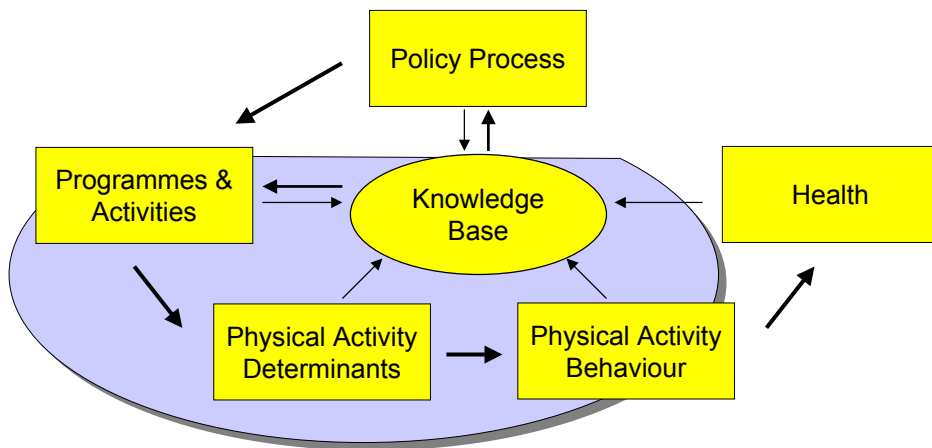 Policy Process
Programmes &
Activities
Knowledge
Base
Health
Physical Activity
Determinants
Physical Activity
Behaviour